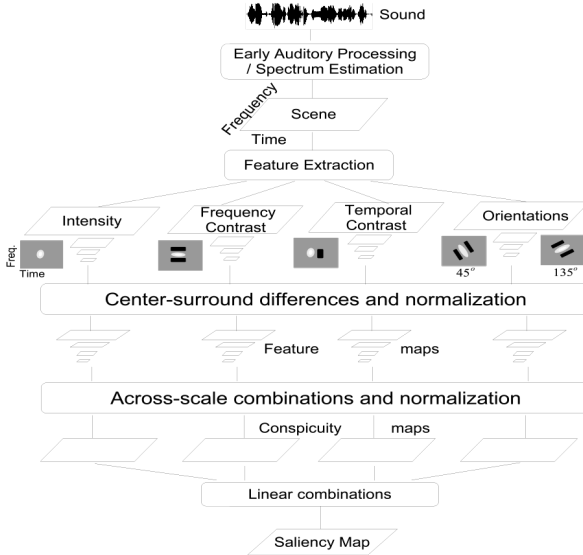 Sound
Early Auditory Processing
/ Spectrum Estimation
Frequency
Scene
Time
Feature Extraction
Intensity
Frequency
Contrast
Temporal
Contrast
Orientations
Freq.
Time
45°
135°
Center-surround differences and normalization
Feature maps
Across-scale combinations and normalization
Conspicuity maps
Linear combinations
Saliency Map